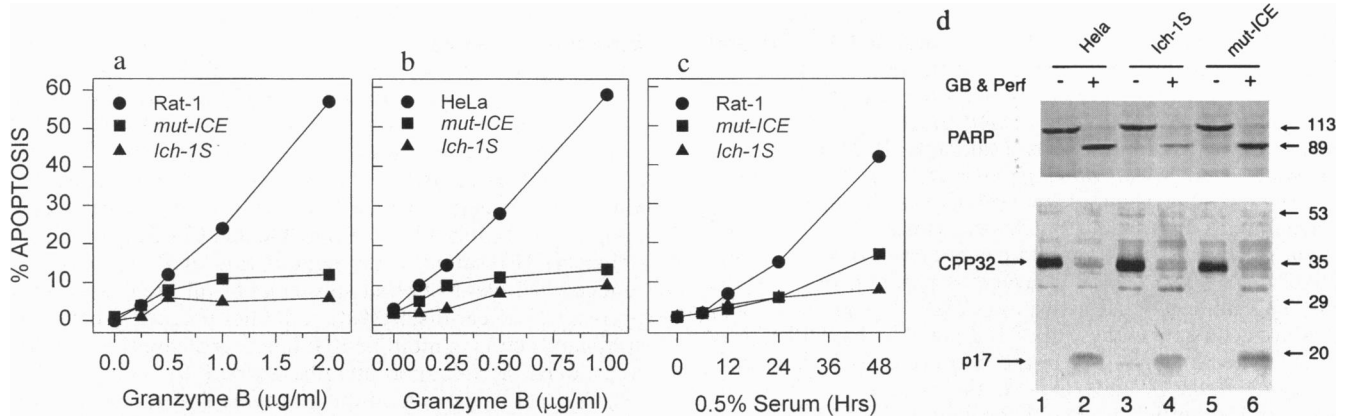 a
% APOPTOSIS
60
50
40
30
20
10
0
Rat-1
mut-ICE
Ich-1S
0.0 0.5 1.0 1.5 2.0
Granzyme B (µg/ml)
b
HeLa
mut-ICE
Ich-1S
0.00 0.25 0.50 0.75 1.00
Granzyme B (µg/ml)
c
Rat-1
mut-ICE
Ich-1S
0 12 24 36 48
0.5% Serum (Hrs)
d
Hela Ich-1S mut-ICE
GB & Perf - + - + - +
PARP
113
89
53
CPP32
35
29
p17
20
1 2 3 4 5 6